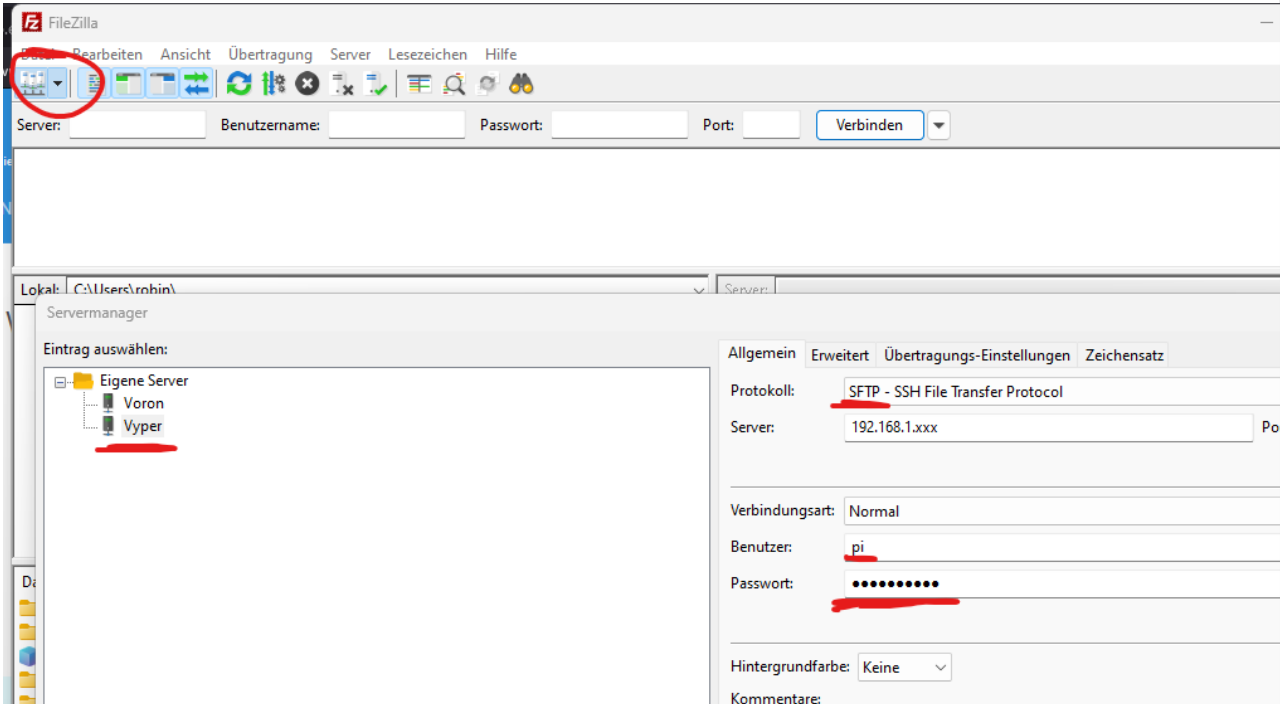 FileZilla
Bearbeiten Ansicht Übertragung Server Lesezeichen Hilfe
Server: Benutzername: Passwort: Port: Verbinden
Lokal: C:\Users\robin\ Server:
Servermanager
Eintrag auswählen:
Eigene Server
Voron
Vyper
Allgemein Erweitert Übertragungs-Einstellungen Zeichensatz
Protokoll: SFTP - SSH File Transfer Protocol
Server: 192.168.1.xxx Po
Verbindungsart: Normal
Benutzer: pi
Passwort: ••••••••••
Hintergrundfarbe: Keine
Kommentare: